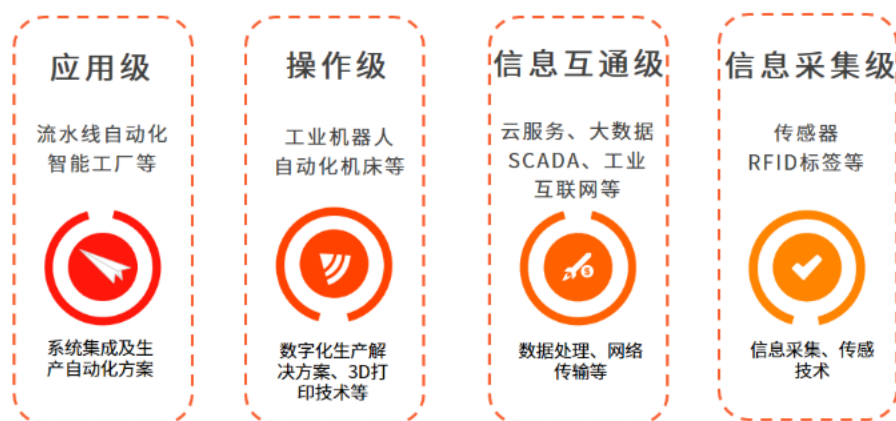 应用级
流水线自动化
智能工厂等
系统集成及生
产自动化方案
操作级
工业机器人
自动化机床等
数字化生产解
决方案、3D打
印技术等
信息互通级
云服务、大数据
SCADA、工业
互联网等
数据处理、网络
传输等
信息采集级
传感器
RFID标签等
信息采集、传感
技术